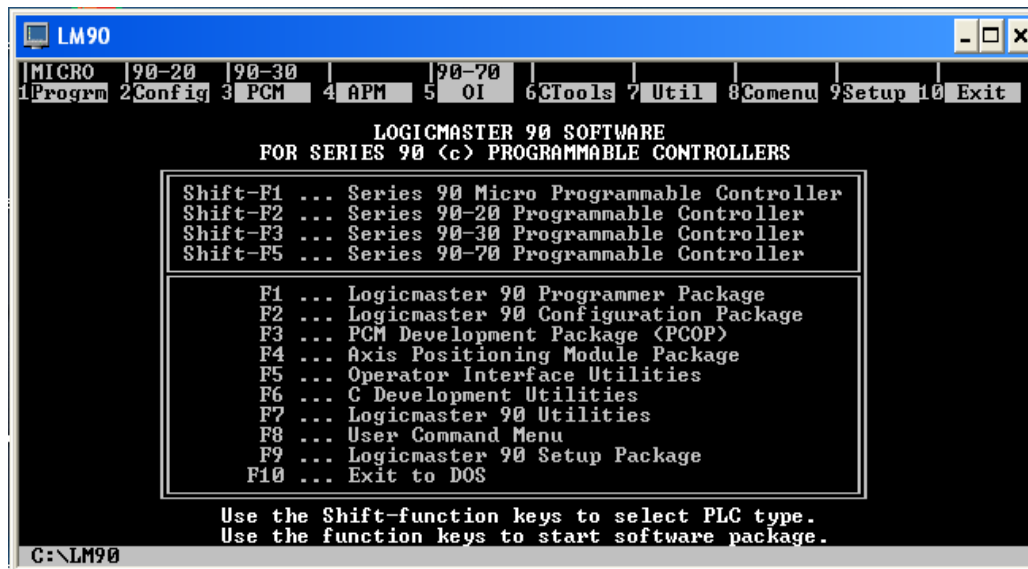 LM90
|MICRO |90-20 |90-30 | |90-70 | | | | |
1Progrm 2Config 3 PCM 4 APM 5 OI 6CTools 7 Util 8Comenu 9Setup 10 Exit
LOGICMASTER 90 SOFTWARE
FOR SERIES 90 (c) PROGRAMMABLE CONTROLLERS
Shift-F1 ... Series 90 Micro Programmable Controller
Shift-F2 ... Series 90-20 Programmable Controller
Shift-F3 ... Series 90-30 Programmable Controller
Shift-F5 ... Series 90-70 Programmable Controller
F1 ... Logicmaster 90 Programmer Package
F2 ... Logicmaster 90 Configuration Package
F3 ... PCM Development Package (PCOP)
F4 ... Axis Positioning Module Package
F5 ... Operator Interface Utilities
F6 ... C Development Utilities
F7 ... Logicmaster 90 Utilities
F8 ... User Command Menu
F9 ... Logicmaster 90 Setup Package
F10 ... Exit to DOS
Use the Shift-function keys to select PLC type.
Use the function keys to start software package.
C:\LM90